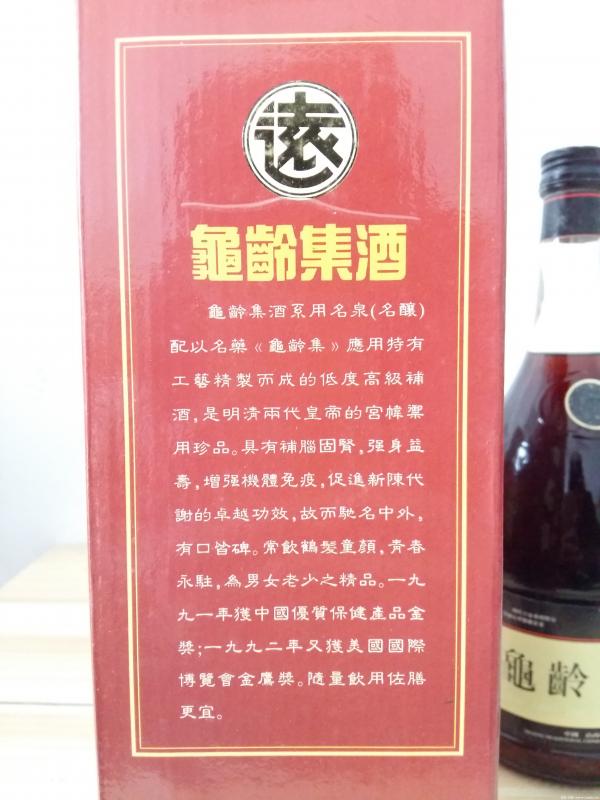 遠
龜齡集酒
龜齡集酒系用名泉(名釀)
配以名藥《龜齡集》應用特有
工藝精製而成的低度高級補
酒,是明清兩代皇帝的宮幃禦
用珍品。具有補腦固腎,强身益
壽,增强機體免疫,促進新陳代
謝的卓越功效,故而馳名中外,
有口皆碑。常飲鶴髮童顔,青春
永駐,為男女老少之精品。一九
九一年獲中國優質保健產品金
獎;一九九二年又獲美國國際
博覽會金鷹獎。隨量飲用佐膳
更宜。
龜齡
中國